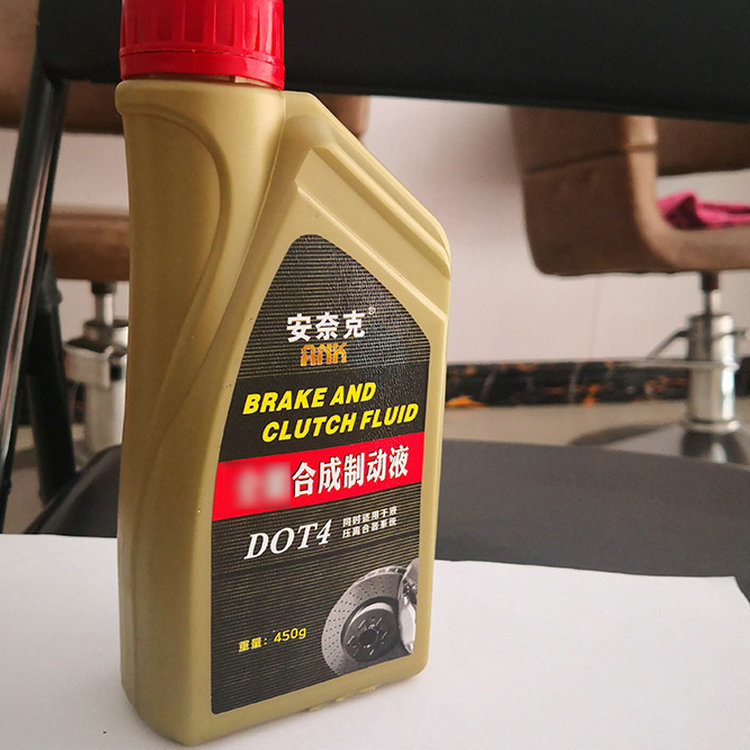 安奈克®
ANK
BRAKE AND
CLUTCH FLUID
合成制动液
DOT4
同时适用于液
压离合器系统
重量：450g